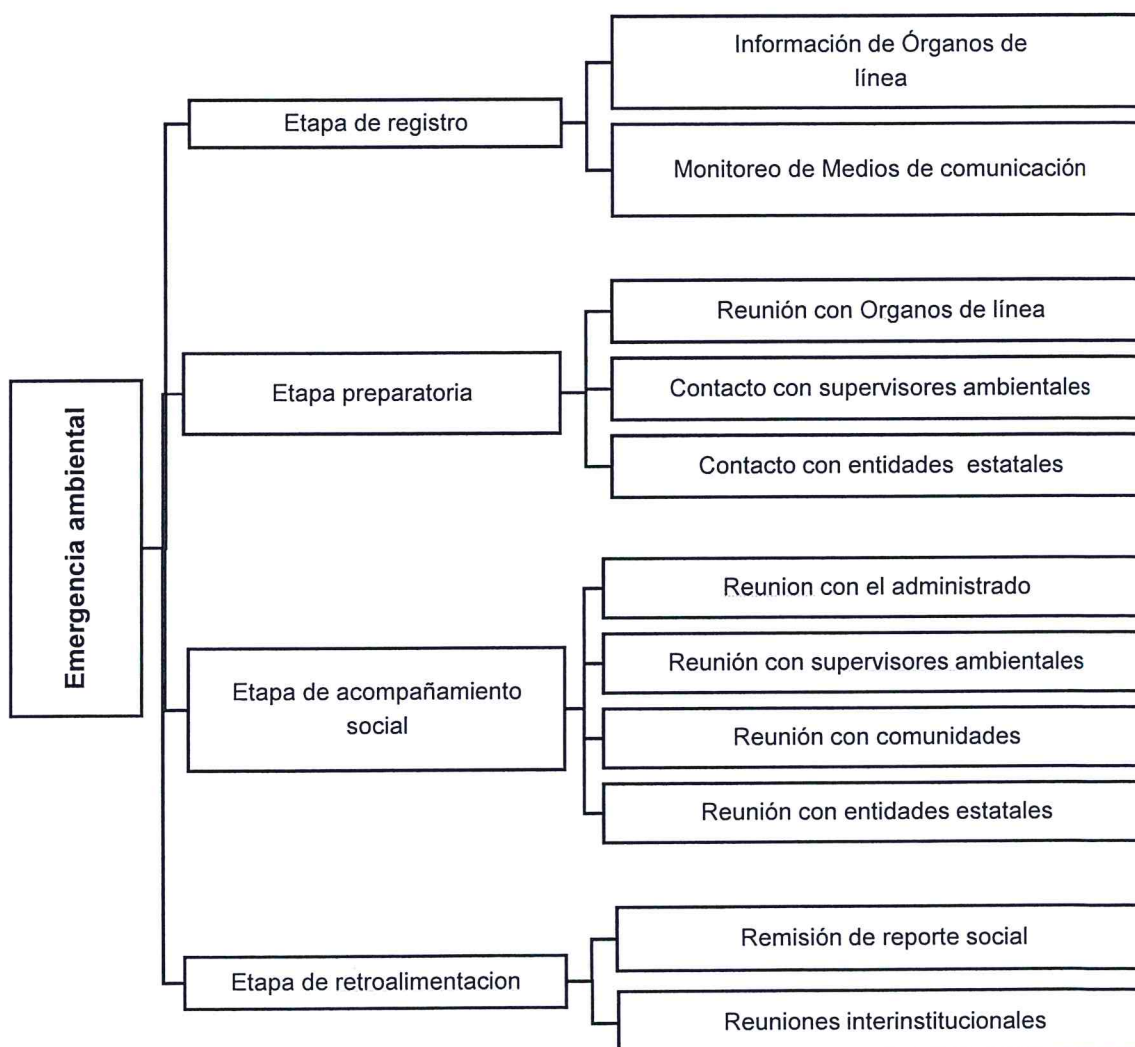 Emergencia ambiental
Etapa de registro
Información de Órganos de
línea
Monitoreo de Medios de comunicación
Etapa preparatoria
Reunión con Organos de línea
Contacto con supervisores ambientales
Contacto con entidades estatales
Etapa de acompañamiento
social
Reunion con el administrado
Reunión con supervisores ambientales
Reunión con comunidades
Reunión con entidades estatales
Etapa de retroalimentacion
Remisión de reporte social
Reuniones interinstitucionales